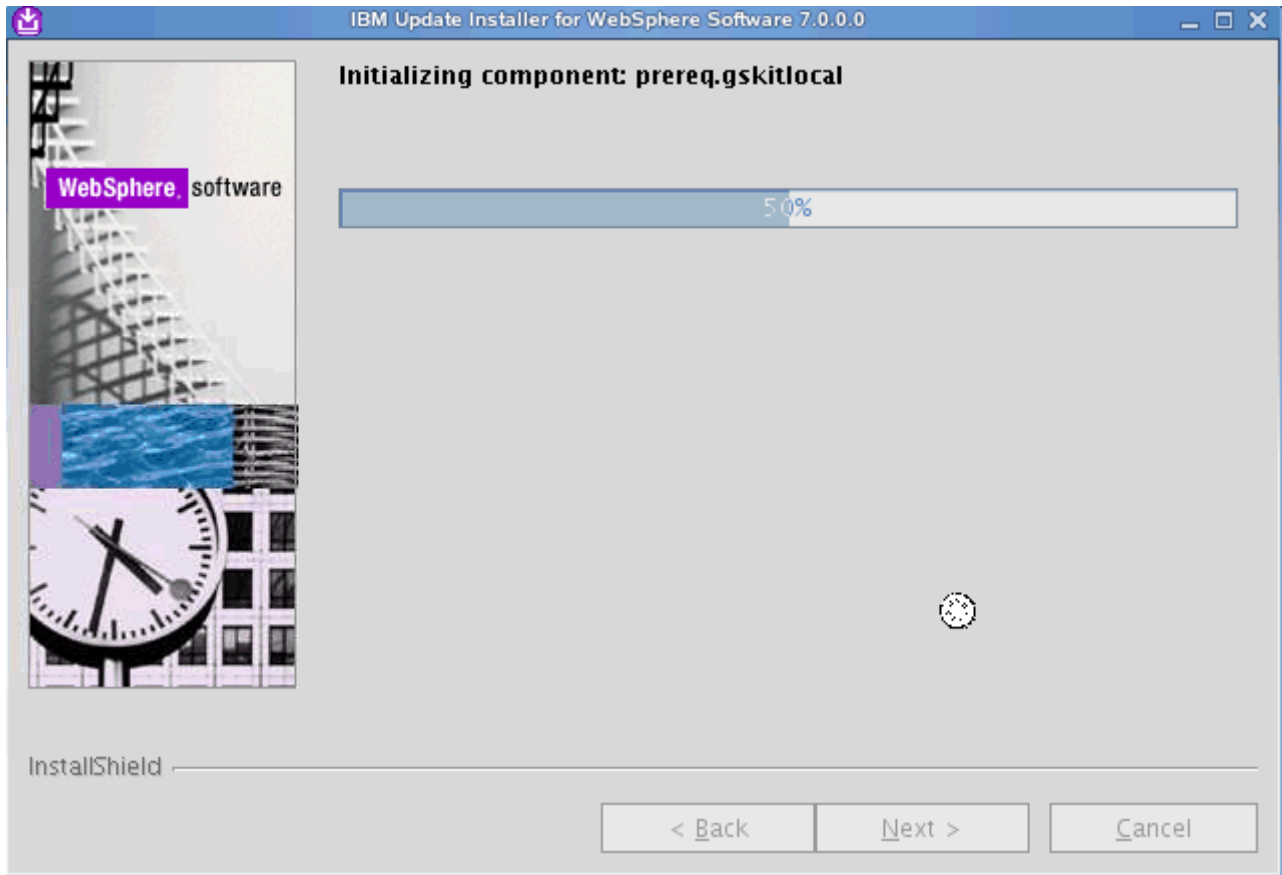 IBM Update Installer for WebSphere Software 7.0.0.0
Initializing component: prereq.gskitlocal
WebSphere. software
50%
InstallShield
< Back
Next >
Cancel